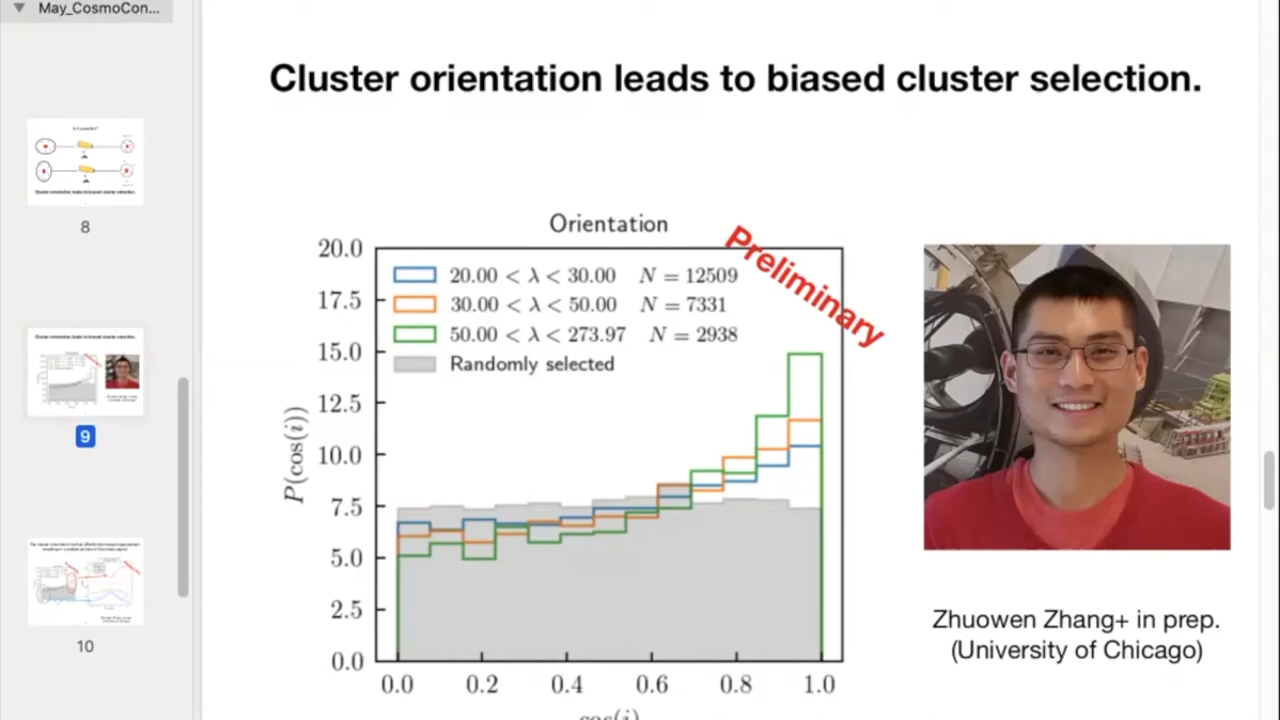 May_CosmoCon...
8
9
10
Cluster orientation leads to biased cluster selection.
Orientation
Preliminary
20.00 < λ < 30.00 N = 12509
30.00 < λ < 50.00 N = 7331
50.00 < λ < 273.97 N = 2938
Randomly selected
P(cos(i))
20.0
17.5
15.0
12.5
10.0
7.5
5.0
2.5
0.0
0.0 0.2 0.4 0.6 0.8 1.0
cos(i)
Zhuowen Zhang+ in prep.
(University of Chicago)